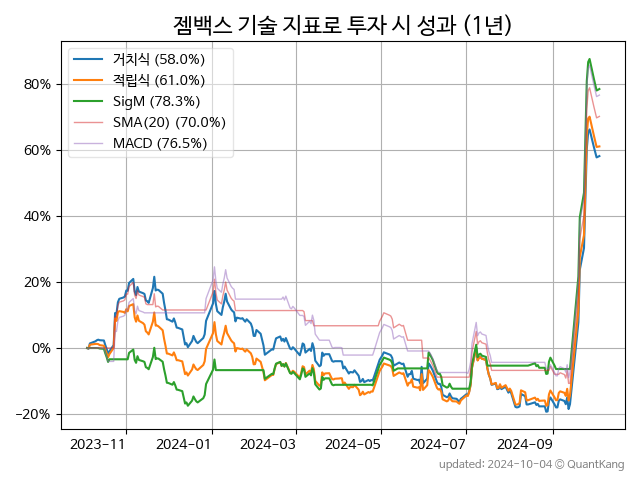 젬백스 기술 지표로 투자 시 성과 (1년)
거치식 (58.0%)
적립식 (61.0%)
SigM (78.3%)
SMA(20) (70.0%)
MACD (76.5%)
80%
60%
40%
20%
0%
−20%
2023-11 2024-01 2024-03 2024-05 2024-07 2024-09
updated: 2024-10-04 © QuantKang